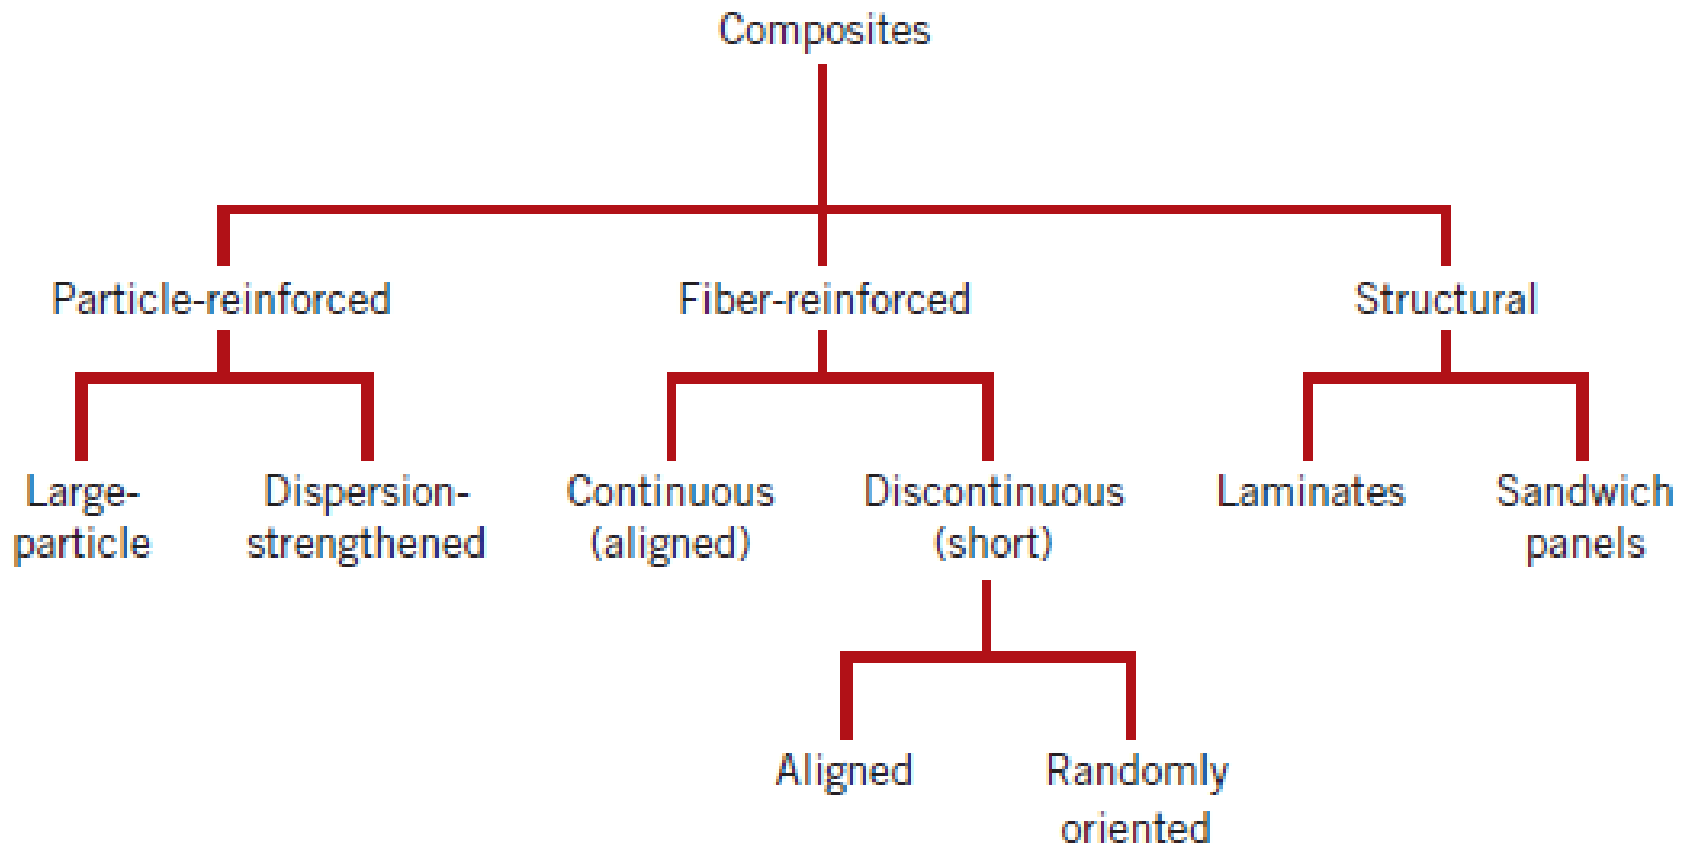 Composites
Particle-reinforced
Fiber-reinforced
Structural
Large-
particle
Dispersion-
strengthened
Continuous
(aligned)
Discontinuous
(short)
Laminates
Sandwich
panels
Aligned
Randomly
oriented